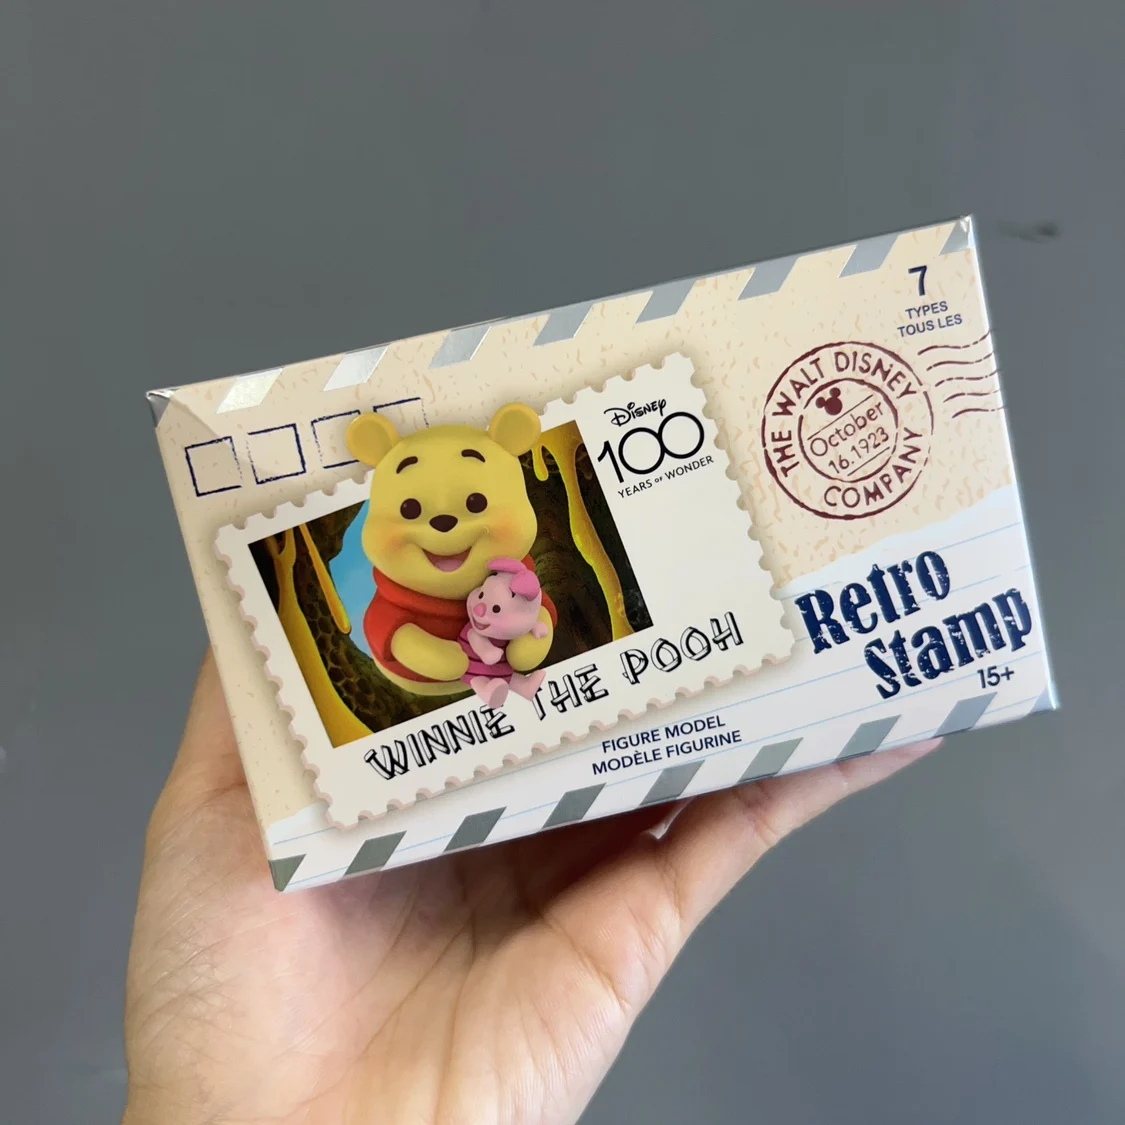 7
TYPES
TOUS LES
Disney
100
YEARS OF WONDER
THE WALT DISNEY
COMPANY
October
16.1923
WINNIE THE POOH
Retro
Stamp
15+
FIGURE MODEL
MODÈLE FIGURINE